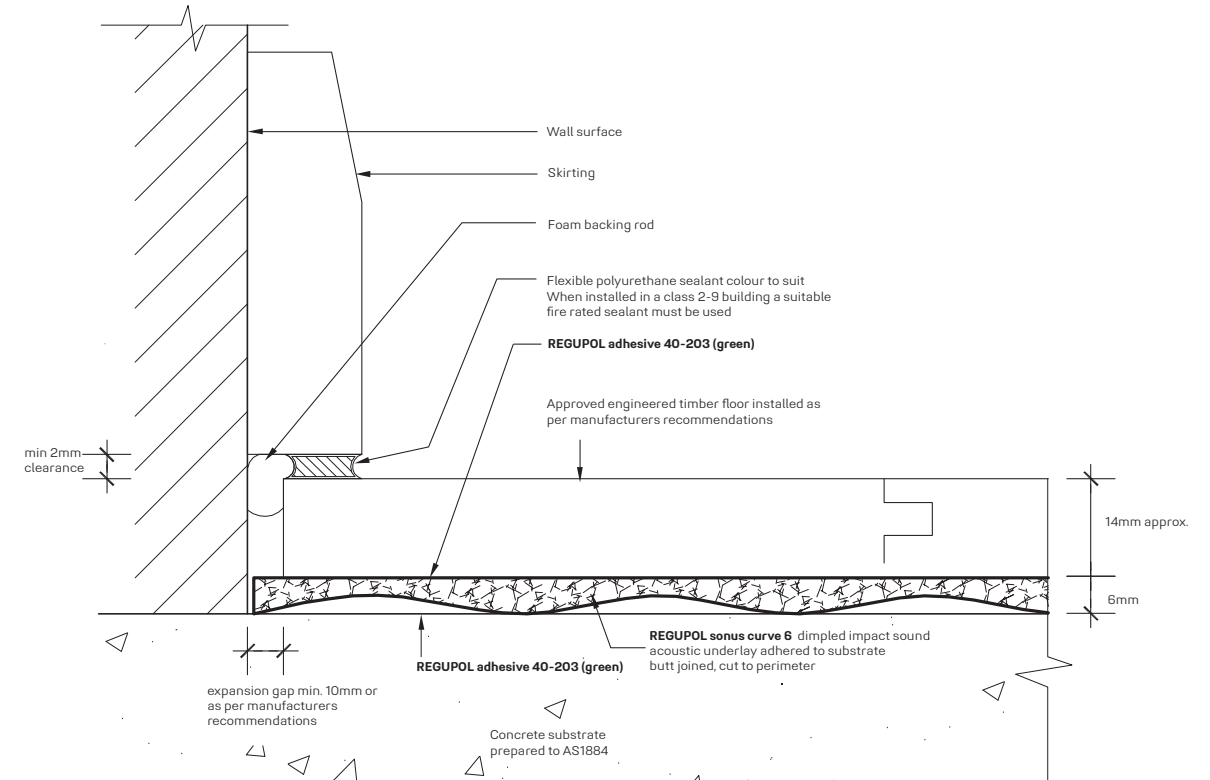 Wall surface
Skirting
Foam backing rod
Flexible polyurethane sealant colour to suit
When installed in a class 2-9 building a suitable
fire rated sealant must be used
REGUPOL adhesive 40-203 (green)
Approved engineered timber floor installed as
per manufacturers recommendations
min 2mm
clearance
14mm approx.
6mm
REGUPOL sonus curve 6 dimpled impact sound
acoustic underlay adhered to substrate
butt joined, cut to perimeter
REGUPOL adhesive 40-203 (green)
expansion gap min. 10mm or
as per manufacturers
recommendations
Concrete substrate
prepared to AS1884